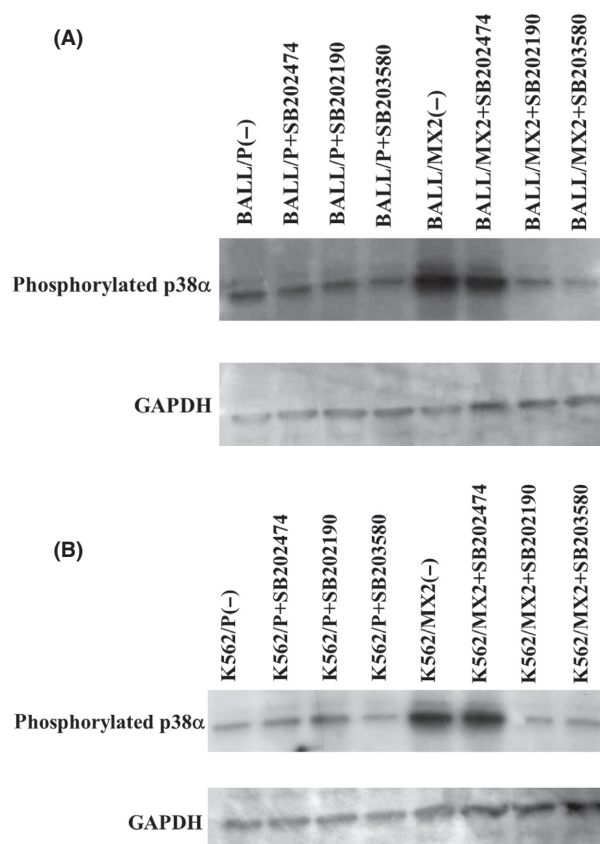 (A)
BALL/P(−)
BALL/P+SB202474
BALL/P+SB202190
BALL/P+SB203580
BALL/MX2(−)
BALL/MX2+SB202474
BALL/MX2+SB202190
BALL/MX2+SB203580
Phosphorylated p38α
GAPDH
(B)
K562/P(−)
K562/P+SB202474
K562/P+SB202190
K562/P+SB203580
K562/MX2(−)
K562/MX2+SB202474
K562/MX2+SB202190
K562/MX2+SB203580
Phosphorylated p38α
GAPDH